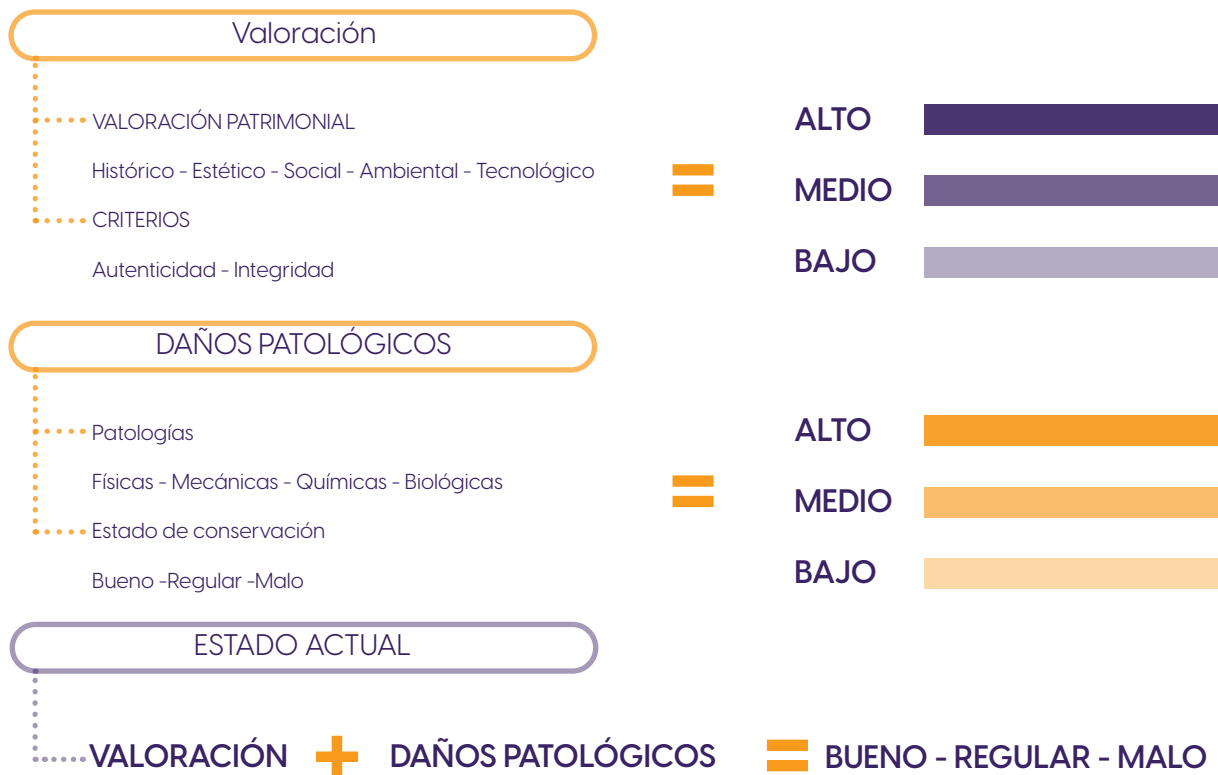 Valoración
VALORACIÓN PATRIMONIAL
Histórico - Estético - Social - Ambiental - Tecnológico
CRITERIOS
Autenticidad - Integridad
ALTO
MEDIO
BAJO
DAÑOS PATOLÓGICOS
Patologías
Físicas - Mecánicas - Químicas - Biológicas
Estado de conservación
Bueno -Regular -Malo
ALTO
MEDIO
BAJO
ESTADO ACTUAL
VALORACIÓN + DAÑOS PATOLÓGICOS = BUENO - REGULAR - MALO